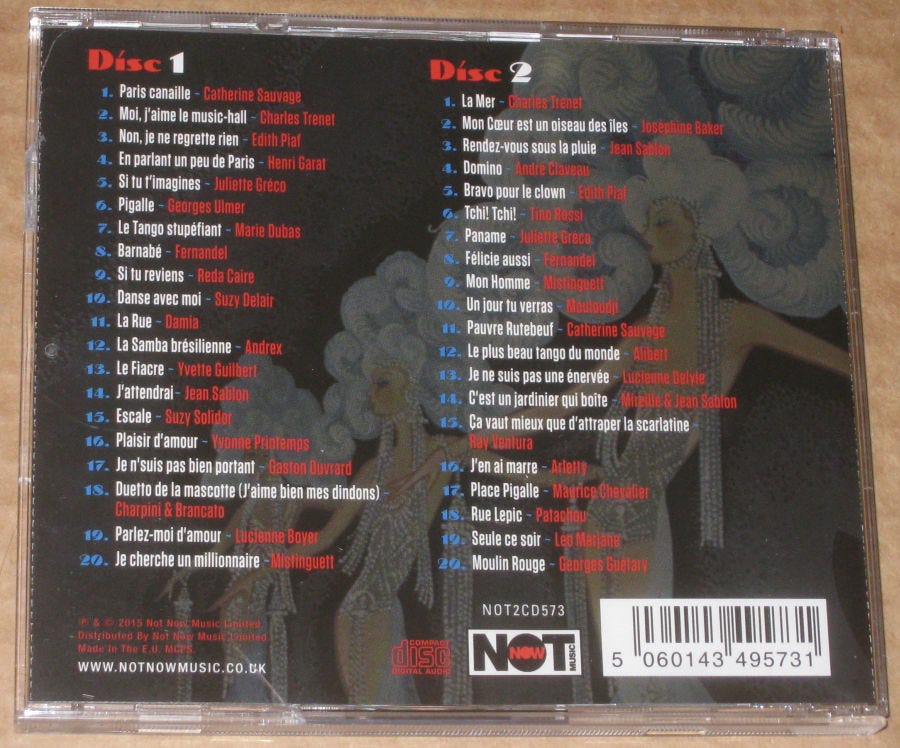 Disc 1
1. Paris canaille - Catherine Sauvage
2. Moi, j'aime le music-hall - Charles Trenet
3. Non, je ne regrette rien - Edith Piaf
4. En parlant un peu de Paris - Henri Garat
5. Si tu t'imagines - Juliette Gréco
6. Pigalle - Georges Ulmer
7. Le Tango stupéfiant - Marie Dubas
8. Barnabé - Fernandel
9. Si tu reviens - Reda Caire
10. Danse avec moi - Suzy Delair
11. La Rue - Damia
12. La Samba brésilienne - Andrex
13. Le Fiacre - Yvette Guilbert
14. J'attendrai - Jean Sablon
15. Escale - Suzy Solidor
16. Plaisir d'amour - Yvonne Printemps
17. Je n'suis pas bien portant - Gaston Ouvrard
18. Duetto de la mascotte (J'aime bien mes dindons) -
Charpini & Brancato
19. Parlez-moi d'amour - Lucienne Boyer
20. Je cherche un millionnaire - Mistinguett
Disc 2
1. La Mer - Charles Trenet
2. Mon Cœur est un oiseau des îles - Joséphine Baker
3. Rendez-vous sous la pluie - Jean Sablon
4. Domino - André Claveau
5. Bravo pour le clown - Edith Piaf
6. Tchi! Tchi! - Tino Rossi
7. Paname - Juliette Gréco
8. Félicie aussi - Fernandel
9. Mon Homme - Mistinguett
10. Un jour tu verras - Mouloudji
11. Pauvre Rutebeuf - Catherine Sauvage
12. Le plus beau tango du monde - Alibert
13. Je ne suis pas une énervée - Lucienne Delyle
14. C'est un jardinier qui boîte - Mireille & Jean Sablon
15. Ça vaut mieux que d'attraper la scarlatine -
Ray Ventura
16. J'en ai marre - Arletty
17. Place Pigalle - Maurice Chevalier
18. Rue Lepic - Patachou
19. Seule ce soir - Leo Marjane
20. Moulin Rouge - Georges Guétary
℗ & © 2015 Not Now Music Limited.
Distributed By Not Now Music Limited.
Made In The E.U. MCPS.
WWW.NOTNOWMUSIC.CO.UK
COMPACT
disc
DIGITAL AUDIO
NOT2CD573
NOT NOW MUSIC
5 060143 495731